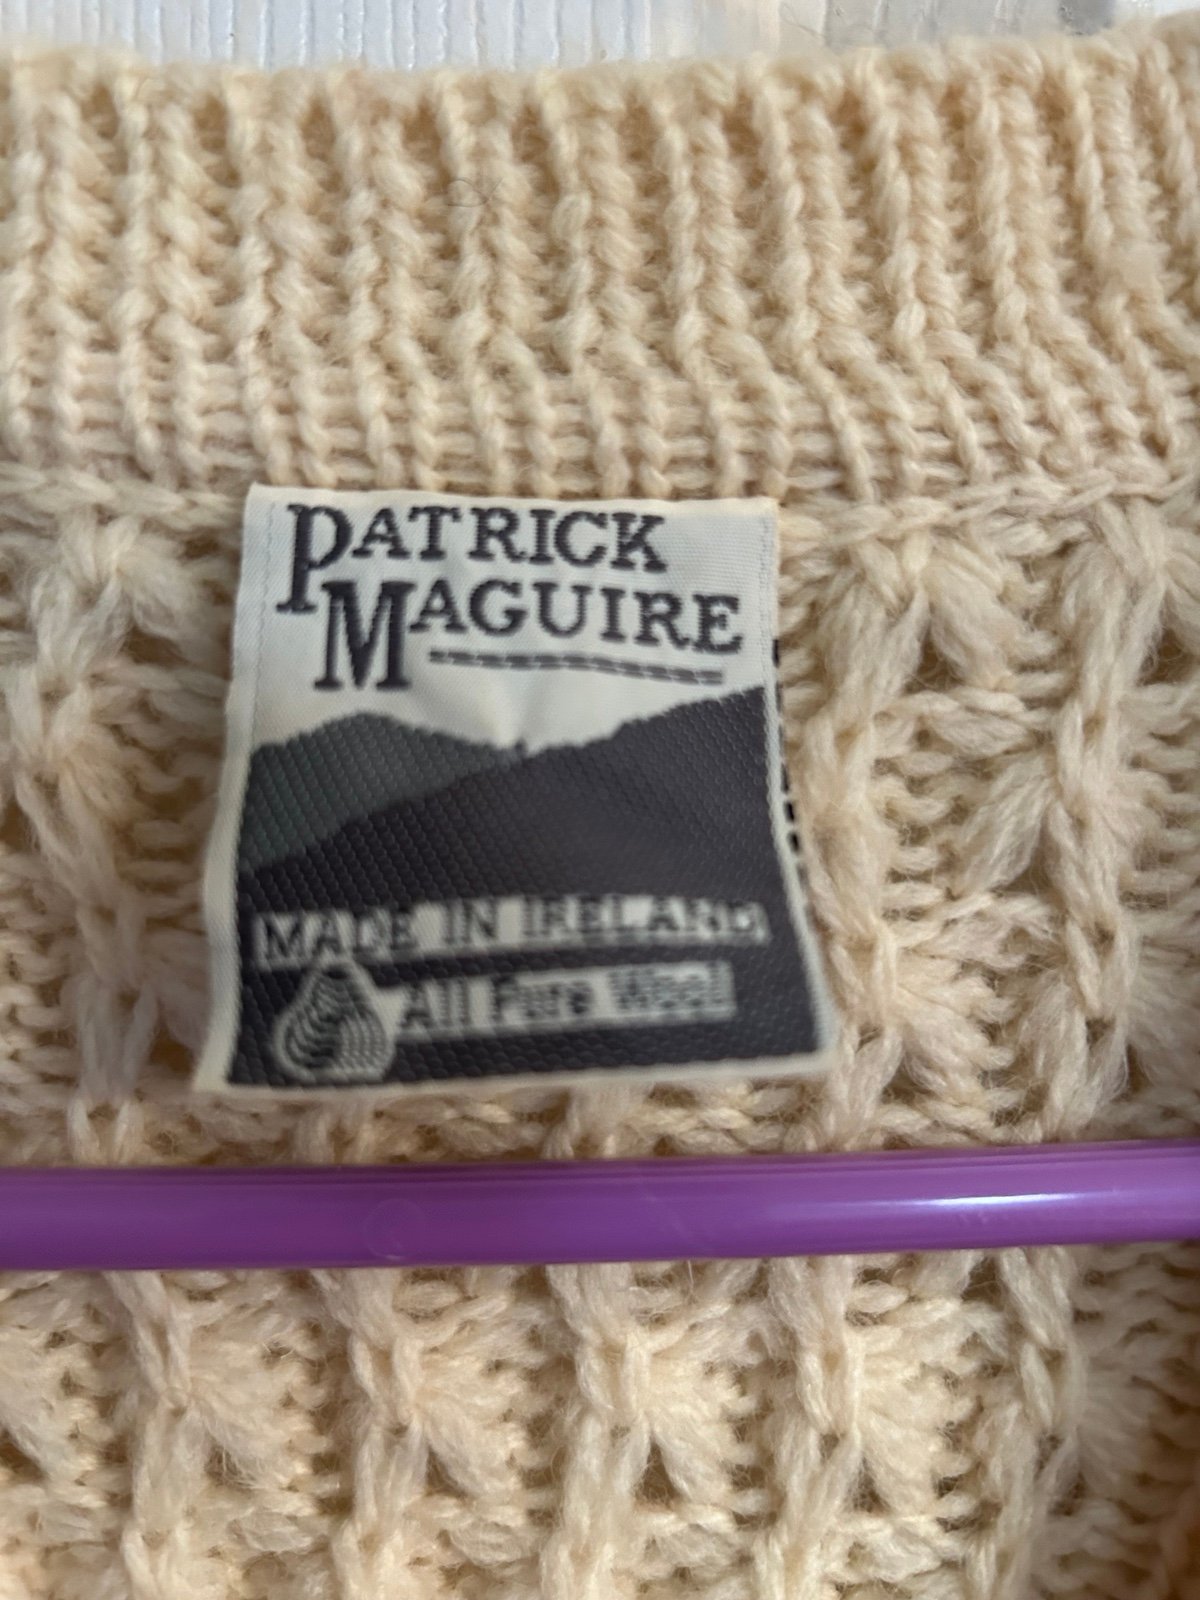 PATRICK
MAGUIRE
MADE IN IRELAND
All Pure Wool